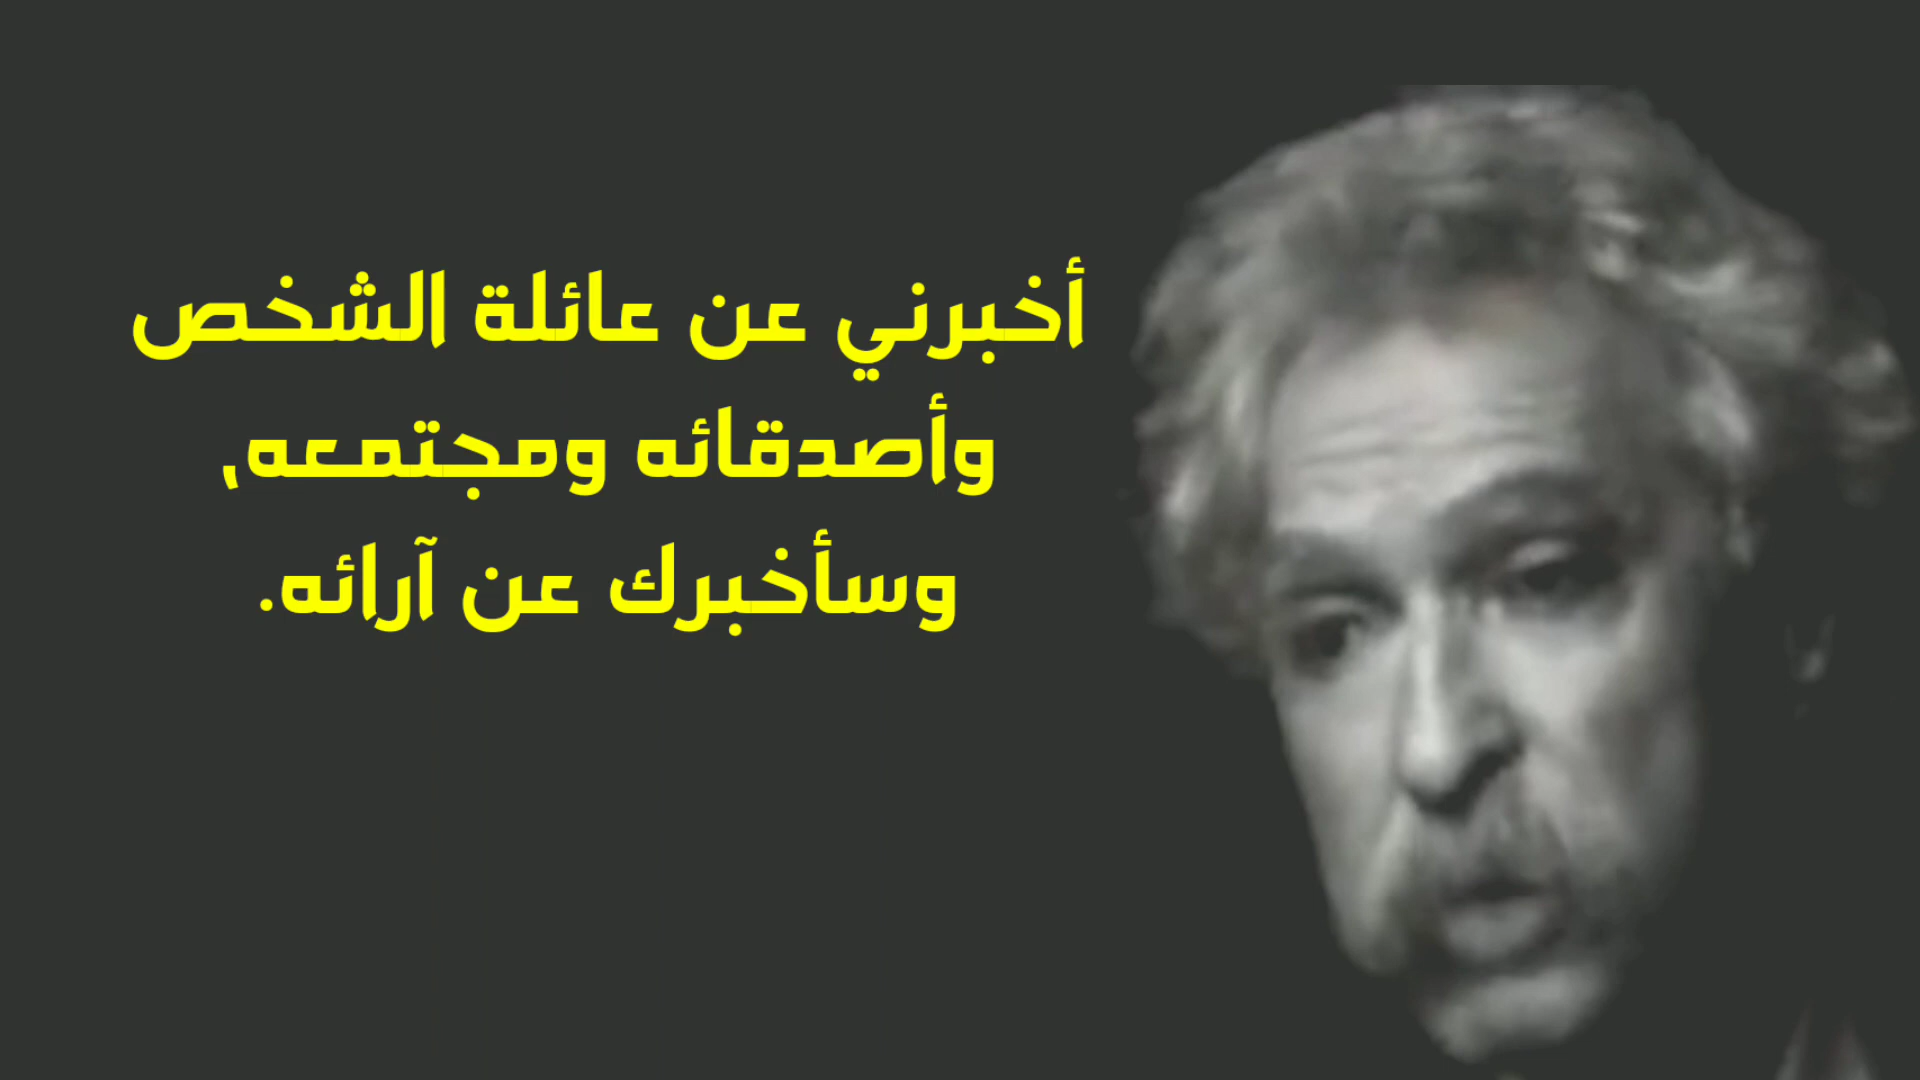 أخبرني عن عائلة الشخص
وأصدقائه ومجتمعه,
وسأخبرك عن آرائه.